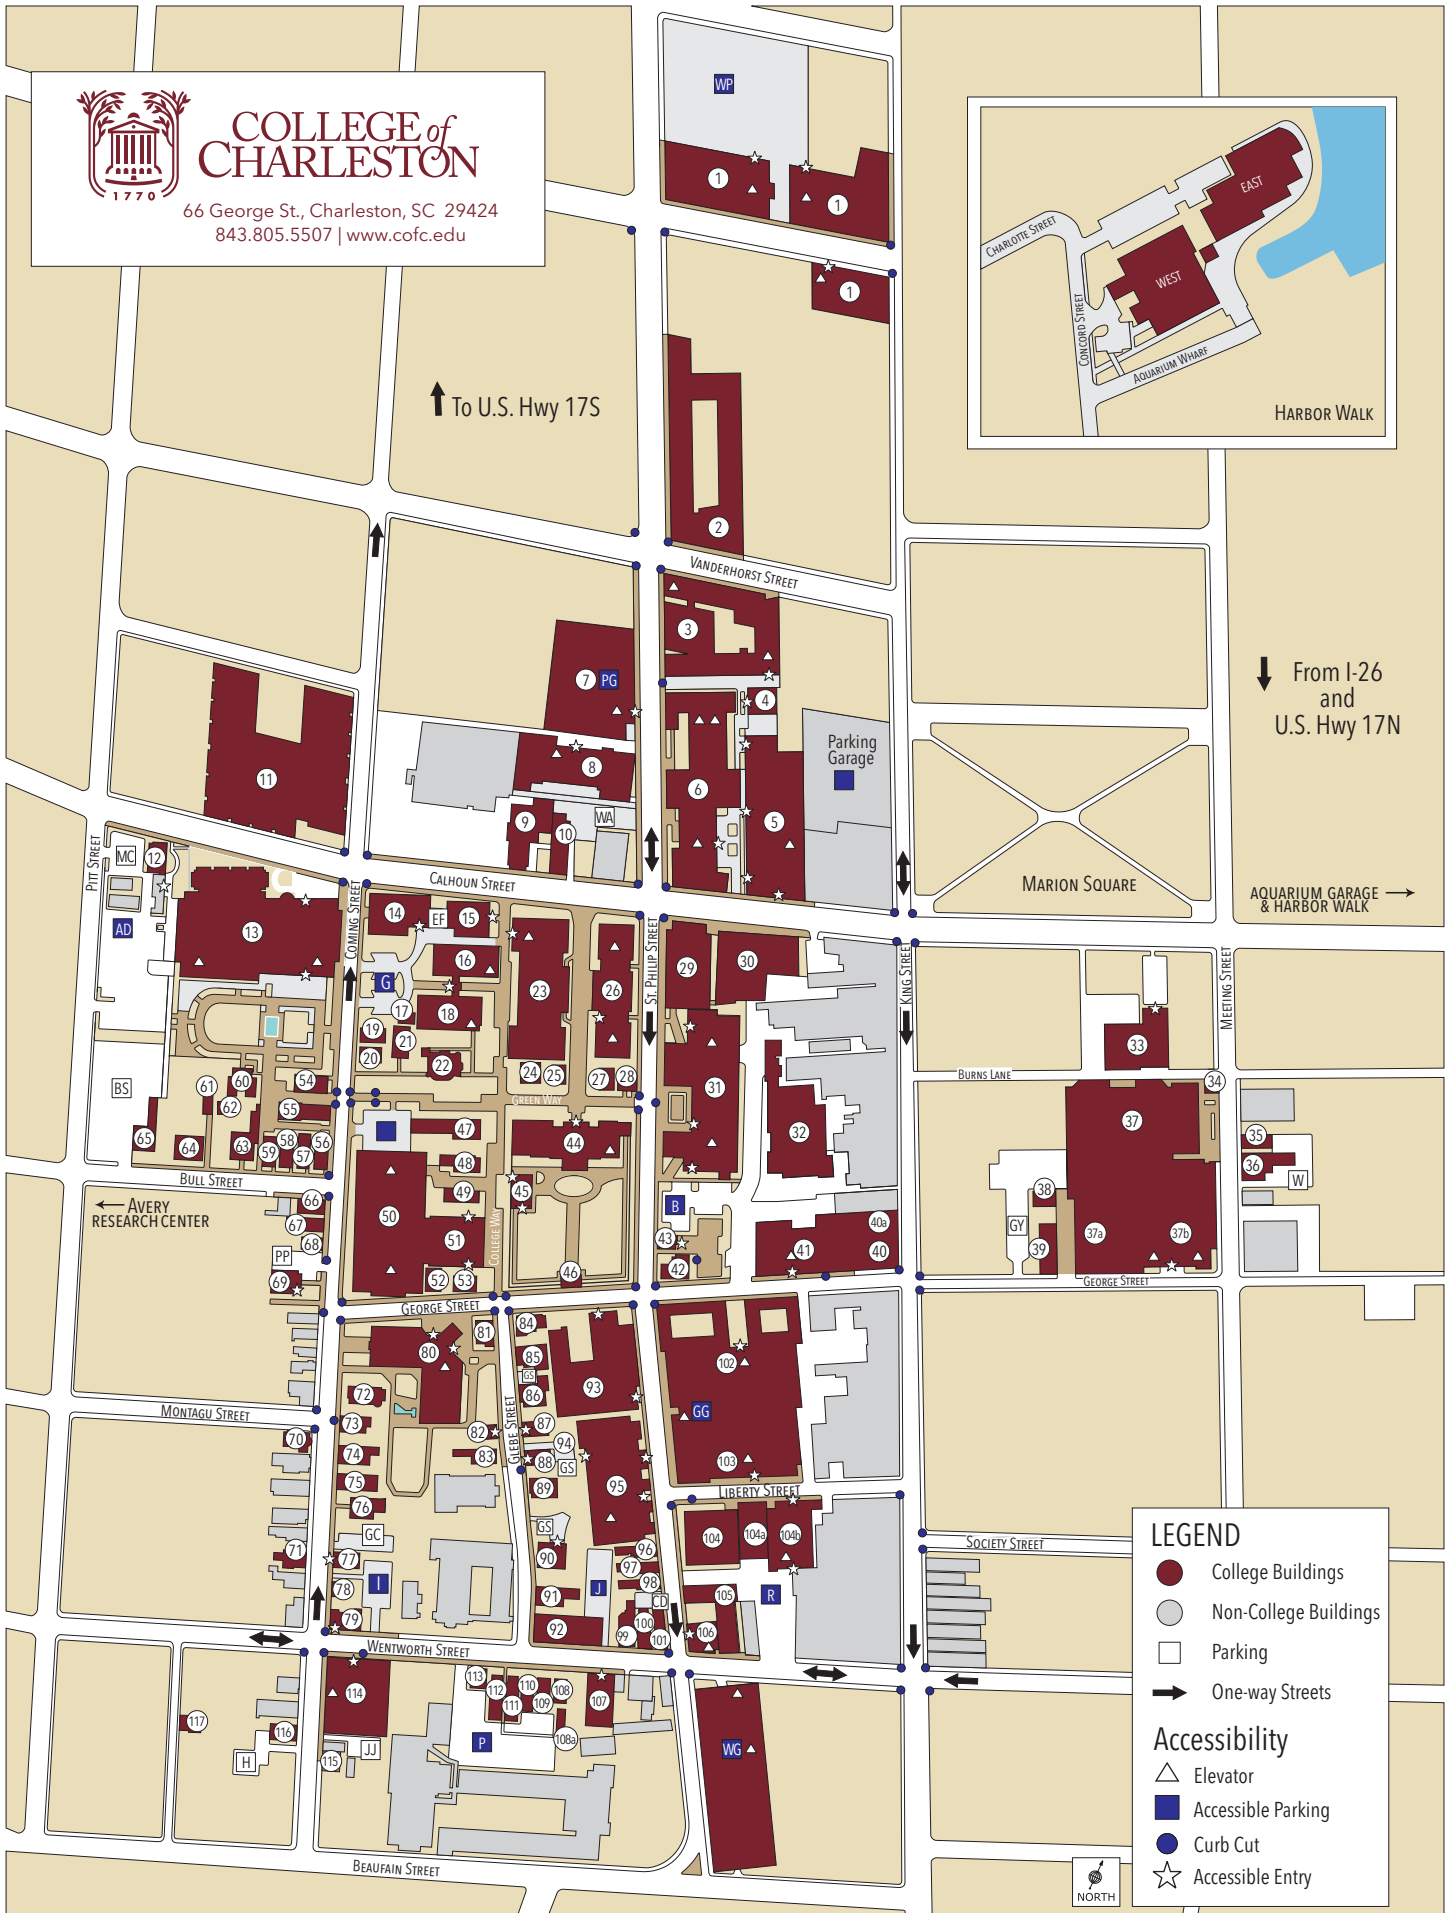 COLLEGE of
CHARLESTON
1770
66 George St., Charleston, SC 29424
843.805.5507 | www.cofc.edu
WP
1
1
1
EAST
WEST
CHARLOTTE STREET
CONCORD STREET
AQUARIUM WHARF
HARBOR WALK
To U.S. Hwy 17S
2
VANDERHORST STREET
3
From I-26
and
U.S. Hwy 17N
7
PG
4
Parking
Garage
11
8
6
5
9
10
WA
PITT STREET
MC
12
CALHOUN STREET
MARION SQUARE
AQUARIUM GARAGE
& HARBOR WALK
AD
13
COMING STREET
14
EF
15
16
G
17
18
19
20
21
22
23
24
25
26
27
28
ST. PHILIP STREET
29
30
KING STREET
MEETING STREET
31
32
33
BURNS LANE
34
BS
61
60
62
54
55
GREEN WAY
65
64
63
59
58
57
56
BULL STREET
47
48
49
44
45
COLLEGE WAY
50
51
52
53
46
37
35
36
W
38
GY
39
37a
37b
AVERY
RESEARCH CENTER
66
67
68
PP
69
B
43
42
41
40a
40
GEORGE STREET
GEORGE STREET
80
81
84
85
GS
86
93
102
GG
103
72
73
74
75
76
MONTAGU STREET
70
82
83
GLEBE STREET
87
94
88
GS
89
95
LIBERTY STREET
104
104a
104b
SOCIETY STREET
71
GC
77
78
I
79
GS
90
91
92
J
96
97
98
CD
100
99
101
105
106
R
WENTWORTH STREET
113
112
111
110
109
108
107
108a
114
P
JJ
115
116
117
H
WG
BEAUFAIN STREET
NORTH
LEGEND
College Buildings
Non-College Buildings
Parking
One-way Streets
Accessibility
Elevator
Accessible Parking
Curb Cut
Accessible Entry